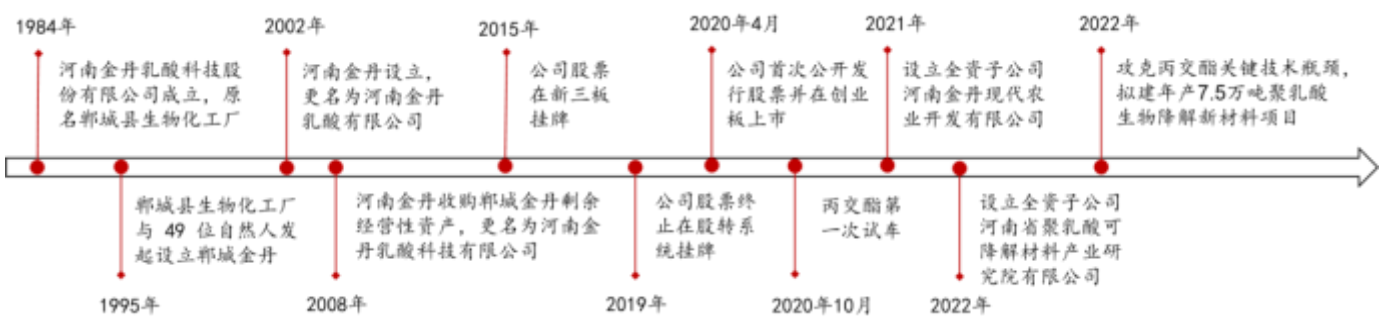 1984年
河南金丹乳酸科技股
份有限公司成立，原
名郸城县生物化工厂
1995年
郸城县生物化工厂
与 49 位自然人发
起设立郸城金丹
2002年
河南金丹设立，
更名为河南金丹
乳酸有限公司
2008年
河南金丹收购郸城金丹剩余
经营性资产，更名为河南金
丹乳酸科技有限公司
2015年
公司股票
在新三板
挂牌
2019年
公司股票终
止在股转系
统挂牌
2020年4月
公司首次公开发
行股票并在创业
板上市
2020年10月
丙交酯第
一次试车
2021年
设立全资子公司
河南金丹现代农
业开发有限公司
2022年
设立全资子公司
河南省聚乳酸可
降解材料产业研
究院有限公司
2022年
攻克丙交酯关键技术瓶颈，
拟建年产7.5万吨聚乳酸
生物降解新材料项目